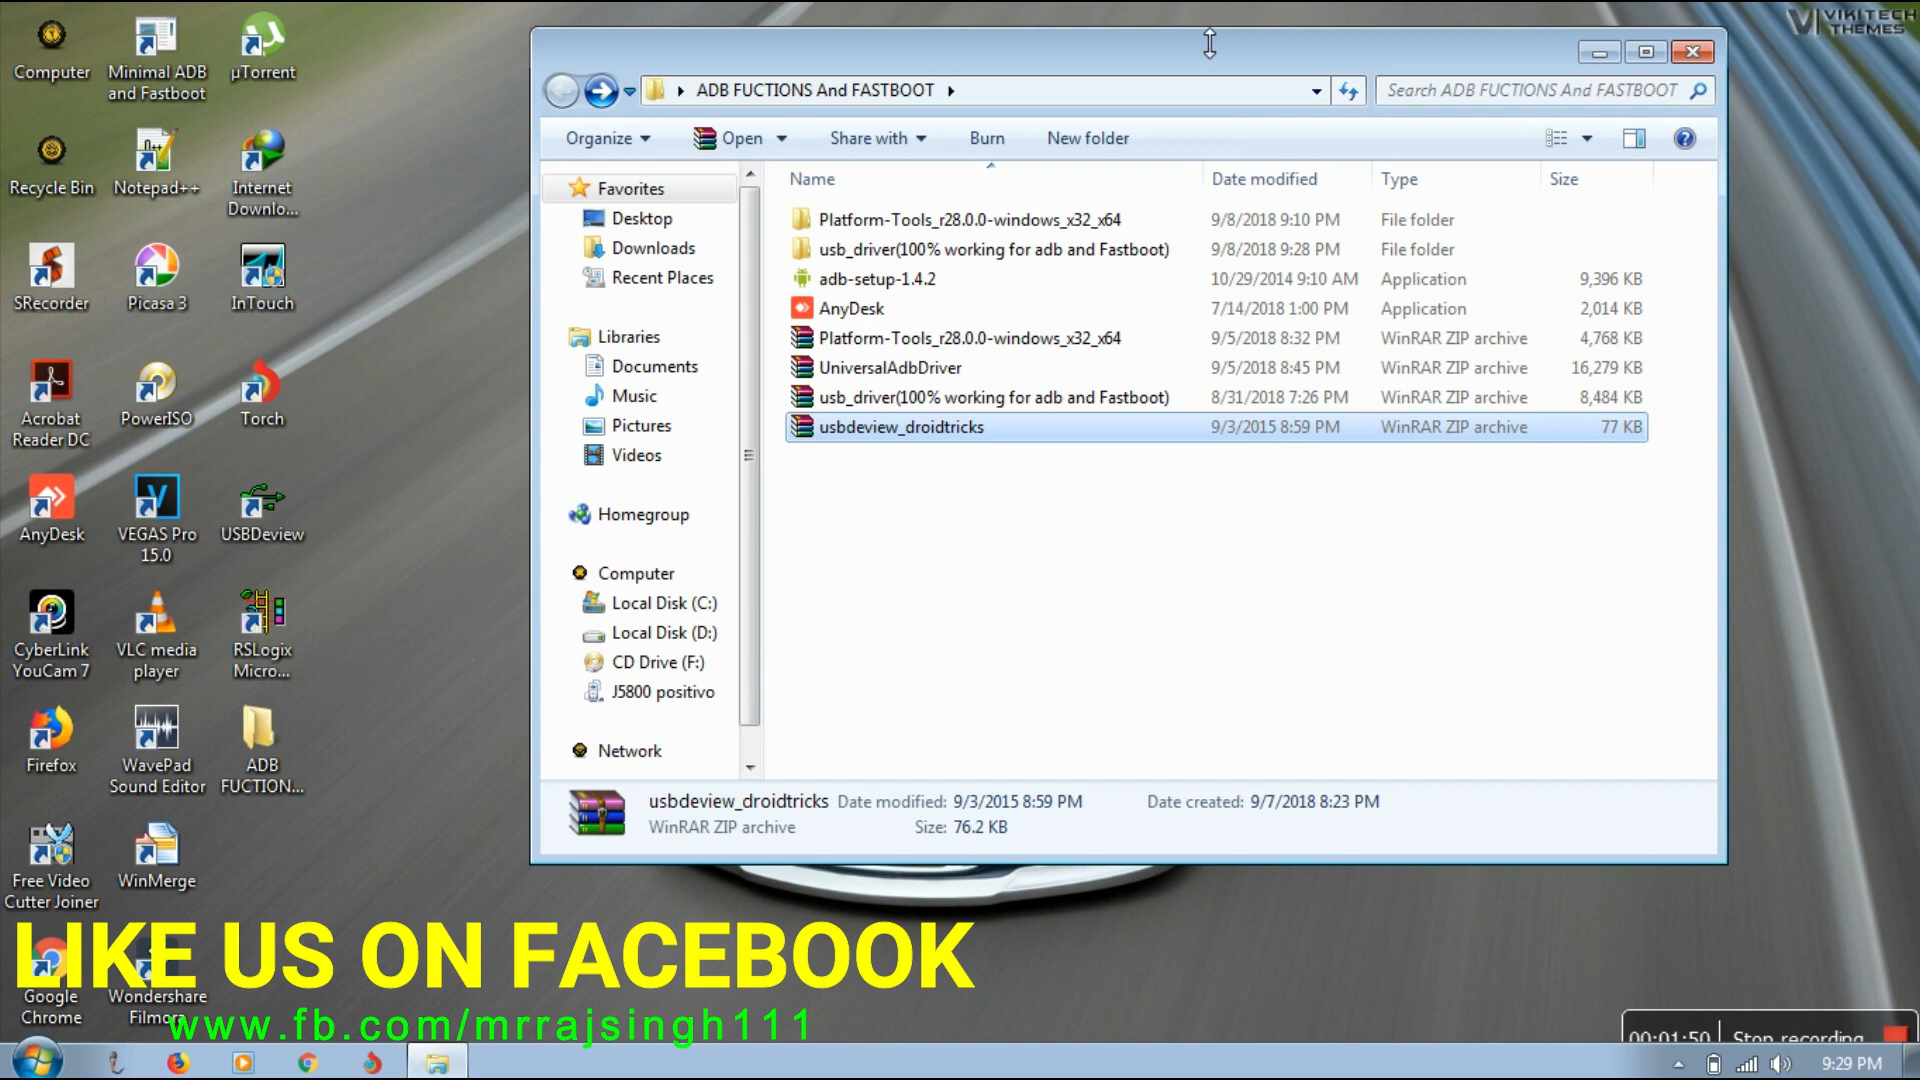 VIKITECH
THEMES
Computer
Minimal ADB
and Fastboot
µTorrent
Recycle Bin
Notepad++
Internet
Downlo...
SRecorder
Picasa 3
InTouch
Acrobat
Reader DC
PowerISO
Torch
AnyDesk
VEGAS Pro
15.0
USBDeview
CyberLink
YouCam 7
VLC media
player
RSLogix
Micro...
Firefox
WavePad
Sound Editor
ADB
FUCTION...
Free Video
Cutter Joiner
WinMerge
Google
Chrome
Wondershare
Filmora
ADB FUCTIONS And FASTBOOT
Search ADB FUCTIONS And FASTBOOT
Organize Open Share with Burn New folder
Favorites
Desktop
Downloads
Recent Places
Libraries
Documents
Music
Pictures
Videos
Homegroup
Computer
Local Disk (C:)
Local Disk (D:)
CD Drive (F:)
J5800 positivo
Network
Name Date modified Type Size
Platform-Tools_r28.0.0-windows_x32_x64 9/8/2018 9:10 PM File folder
usb_driver(100% working for adb and Fastboot) 9/8/2018 9:28 PM File folder
adb-setup-1.4.2 10/29/2014 9:10 AM Application 9,396 KB
AnyDesk 7/14/2018 1:00 PM Application 2,014 KB
Platform-Tools_r28.0.0-windows_x32_x64 9/5/2018 8:32 PM WinRAR ZIP archive 4,768 KB
UniversalAdbDriver 9/5/2018 8:45 PM WinRAR ZIP archive 16,279 KB
usb_driver(100% working for adb and Fastboot) 8/31/2018 7:26 PM WinRAR ZIP archive 8,484 KB
usbdeview_droidtricks 9/3/2015 8:59 PM WinRAR ZIP archive 77 KB
usbdeview_droidtricks Date modified: 9/3/2015 8:59 PM Date created: 9/7/2018 8:23 PM
WinRAR ZIP archive Size: 76.2 KB
LIKE US ON FACEBOOK
www.fb.com/mrrajsingh111
00:01:50 Stop recording
9:29 PM